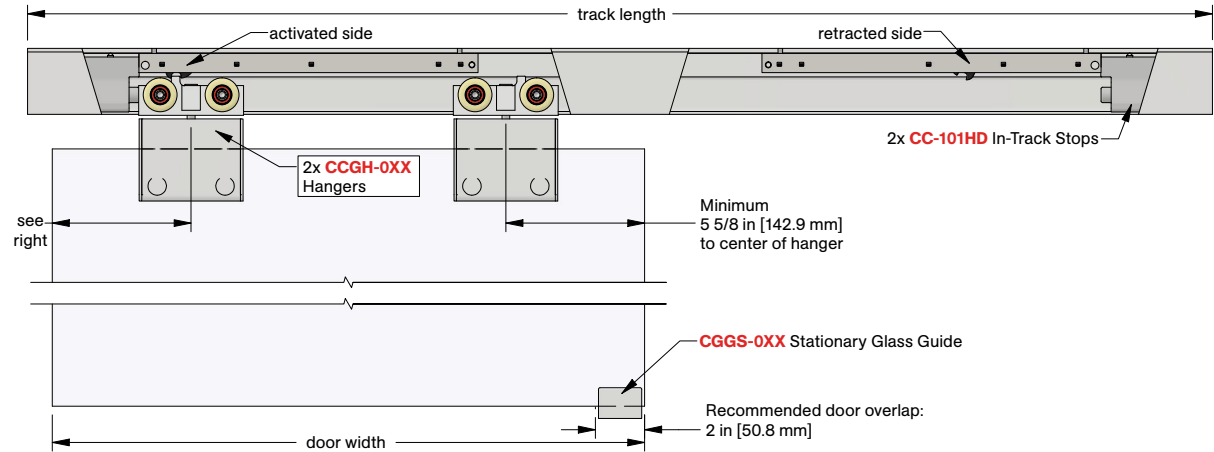 track length
activated side
retracted side
2x CC-101HD In-Track Stops
2x CCGH-0XX
Hangers
see
right
Minimum
5 5/8 in [142.9 mm]
to center of hanger
CGGS-0XX Stationary Glass Guide
Recommended door overlap:
2 in [50.8 mm]
door width